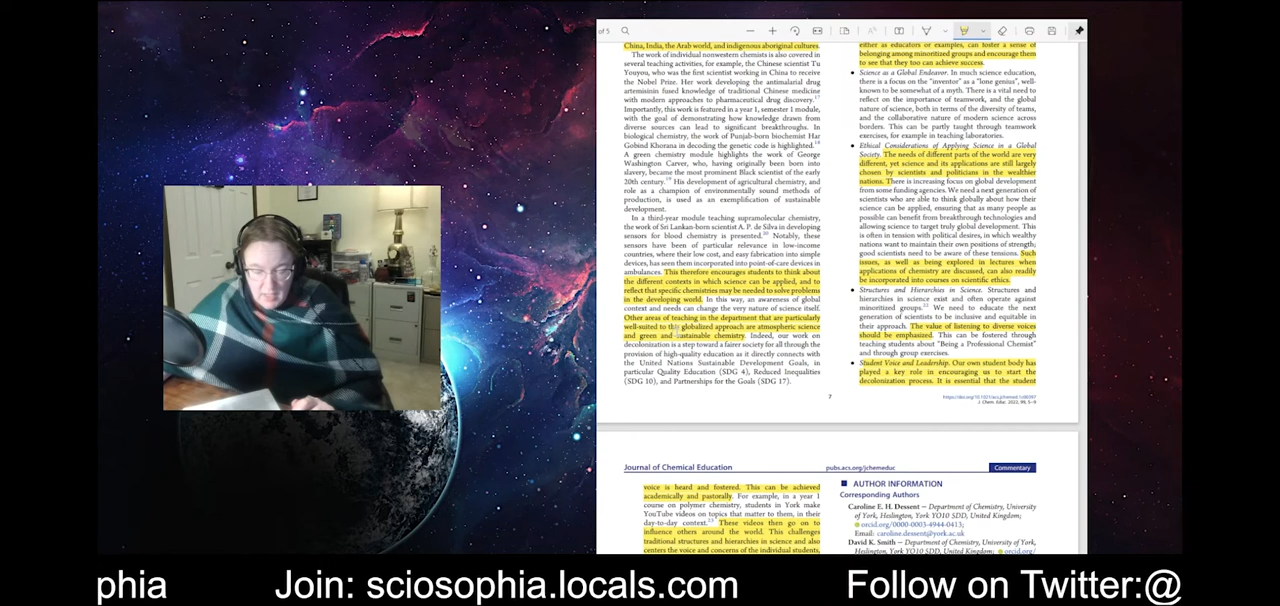 of 5
China, India, the Arab world, and indigenous aboriginal cultures.
The work of individual nonwestern chemists is also covered in
several teaching activities, for example, the Chinese scientist Tu
Youyou, who was the first scientist working in China to receive
the Nobel Prize. Her work developing the antimalarial drug
artemisinin fused knowledge of traditional Chinese medicine
with modern approaches to pharmaceutical drug discovery.17
Importantly, this work is featured in a year 1, semester 1 module,
with the goal of demonstrating how knowledge drawn from
diverse sources can lead to significant breakthroughs. In
biological chemistry, the work of Punjab-born biochemist Har
Gobind Khorana in decoding the genetic code is highlighted.18
A green chemistry module highlights the work of George
Washington Carver, who, having originally been born into
slavery, became the most prominent Black scientist of the early
20th century.19 His development of agricultural chemistry, and
role as a champion of environmentally sound methods of
production, is used as an exemplification of sustainable
development.
In a third-year module teaching supramolecular chemistry,
the work of Sri Lankan-born scientist A. P. de Silva in developing
sensors for blood chemistry is presented.20 Notably, these
sensors have been of particular relevance in low-income
countries, where their low cost, and easy fabrication into simple
devices, has seen them incorporated into point-of-care devices in
ambulances. This therefore encourages students to think about
the different contexts in which science can be applied, and to
reflect that specific chemistries may be needed to solve problems
in the developing world. In this way, an awareness of global
context and needs can change the very nature of science itself.
Other areas of teaching in the department that are particularly
well-suited to this globalized approach are atmospheric science
and green and sustainable chemistry. Indeed, our work on
decolonization is a step toward a fairer society for all through the
provision of high-quality education as it directly connects with
the United Nations Sustainable Development Goals, in
particular Quality Education (SDG 4), Reduced Inequalities
(SDG 10), and Partnerships for the Goals (SDG 17).
either as educators or examples, can foster a sense of
belonging among minoritized groups and encourage them
to see that they too can achieve success.
• Science as a Global Endeavor. In much science education,
there is a focus on the "inventor" as a "lone genius", well-
known to be somewhat of a myth. There is a vital need to
reflect on the importance of teamwork, and the global
nature of science, both in terms of the diversity of teams,
and the collaborative nature of modern science across
borders. This can be partly taught through teamwork
exercises, for example in teaching laboratories.
• Ethical Considerations of Applying Science in a Global
Society. The needs of different parts of the world are very
different, yet science and its applications are still largely
chosen by scientists and politicians in the wealthier
nations. There is increasing focus on global development
from some funding agencies. We need a next generation of
scientists who are able to think globally about how their
science can be applied, ensuring that as many people as
possible can benefit from breakthrough technologies and
allowing science to target truly global development. This
is often in tension with political desires, in which wealthy
nations want to maintain their own positions of strength;
good scientists need to be aware of these tensions. Such
issues, as well as being explored in lectures when
applications of chemistry are discussed, can also readily
be incorporated into courses on scientific ethics.
• Structures and Hierarchies in Science. Structures and
hierarchies in science exist and often operate against
minoritized groups.22 We need to educate the next
generation of scientists to be inclusive and equitable in
their approach. The value of listening to diverse voices
should be emphasized. This can be fostered through
teaching students about "Being a Professional Chemist"
and through group exercises.
• Student Voice and Leadership. Our own student body has
played a key role in encouraging us to start the
decolonization process. It is essential that the student
7
https://doi.org/10.1021/acs.jchemed.1c00397
J. Chem. Educ. 2022, 99, 5−9
Journal of Chemical Education
pubs.acs.org/jchemeduc
Commentary
voice is heard and fostered. This can be achieved
academically and pastorally. For example, in a year 1
course on polymer chemistry, students in York make
YouTube videos on topics that matter to them, in their
day-to-day context.23 These videos then go on to
influence others around the world. This challenges
traditional structures and hierarchies in science and also
centers the voice and concerns of the individual students,
AUTHOR INFORMATION
Corresponding Authors
Caroline E. H. Dessent − Department of Chemistry, University
of York, Heslington, York YO10 5DD, United Kingdom;
orcid.org/0000-0003-4944-0413;
Email: caroline.dessent@york.ac.uk
David K. Smith − Department of Chemistry, University of York,
Heslington, York YO10 5DD, United Kingdom; orcid.org/
phia Join: sciosophia.locals.com Follow on Twitter:@